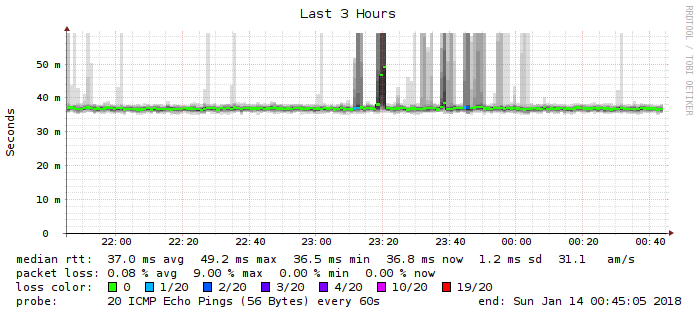 Last 3 Hours
RRDTOOL / TOBI OETIKER
Seconds
50 m
40 m
30 m
20 m
10 m
0
22:00 22:20 22:40 23:00 23:20 23:40 00:00 00:20 00:40
median rtt: 37.0 ms avg 49.2 ms max 36.5 ms min 36.8 ms now 1.2 ms sd 31.1 am/s
packet loss: 0.08 % avg 9.00 % max 0.00 % min 0.00 % now
loss color: 0 1/20 2/20 3/20 4/20 10/20 19/20
probe: 20 ICMP Echo Pings (56 Bytes) every 60s end: Sun Jan 14 00:45:05 2018